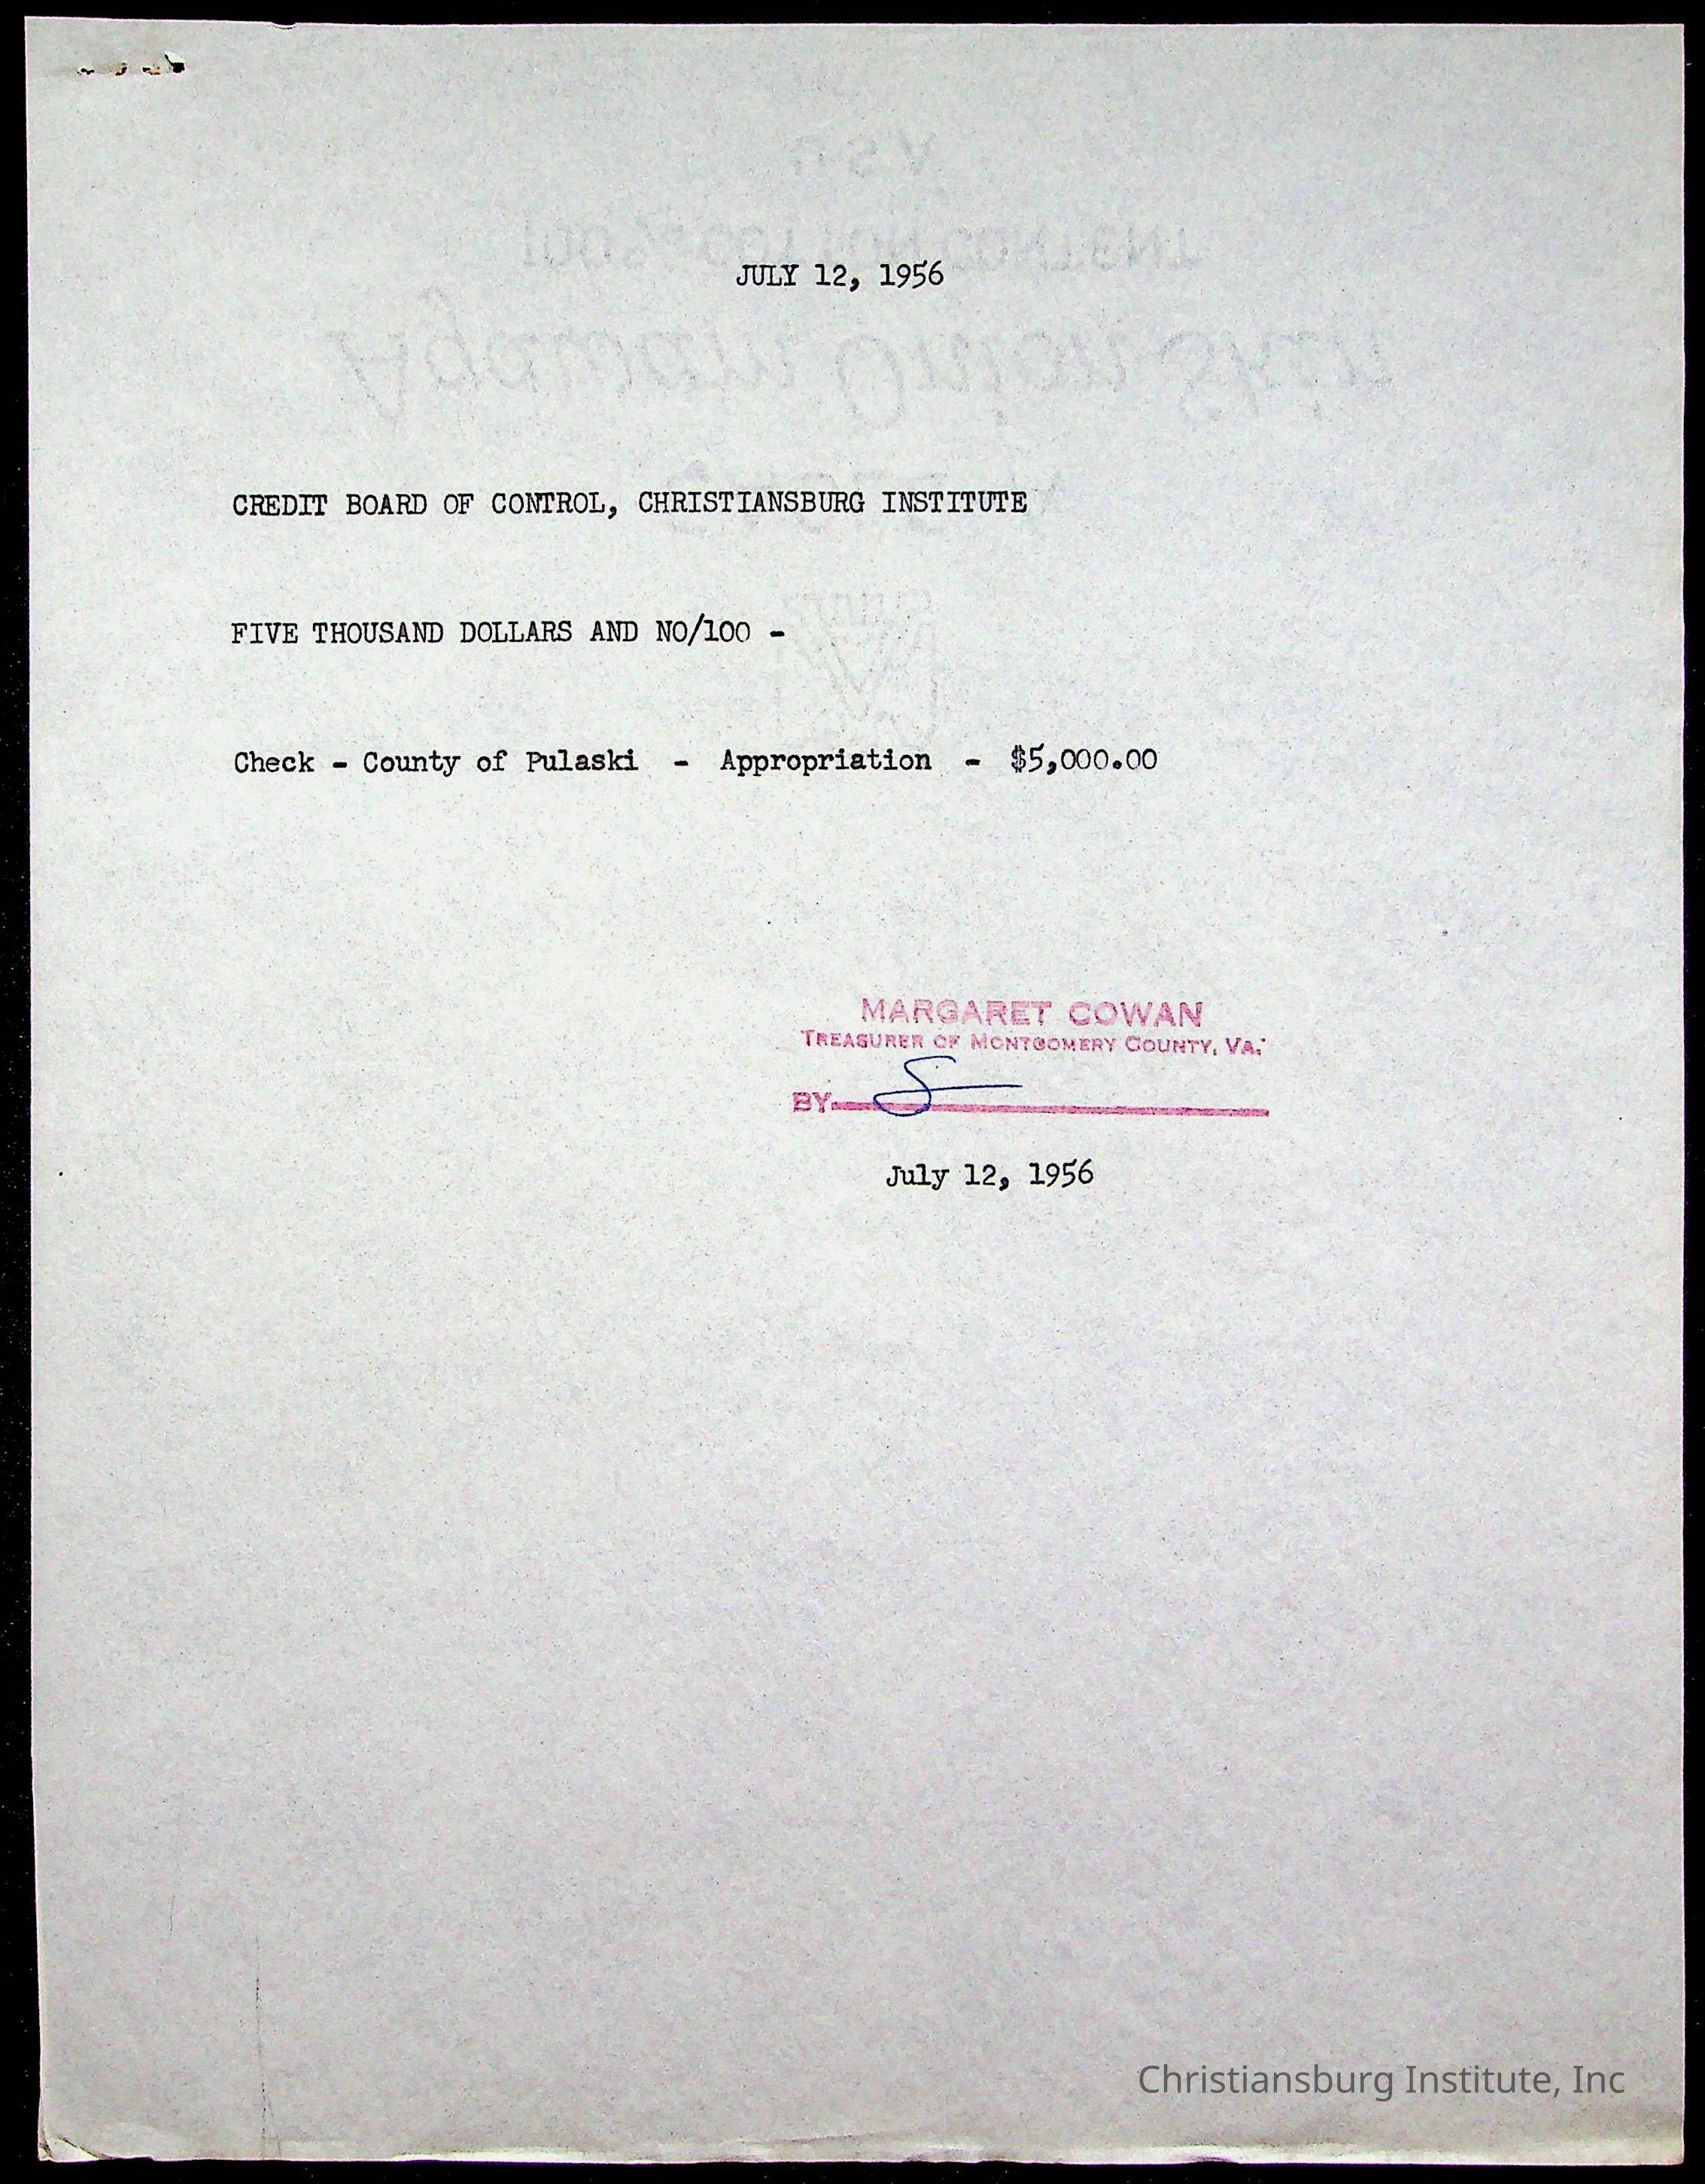 JULY 12, 1956
CREDIT BOARD OF CONTROL, CHRISTIANSBURG INSTITUTE
FIVE THOUSAND DOLLARS AND NO/100 -
Check - County of Pulaski - Appropriation - $5,000.00
MARGARET COWAN
TREASURER OF MONTGOMERY COUNTY, VA.
BY
July 12, 1956
Christiansburg Institute, Inc